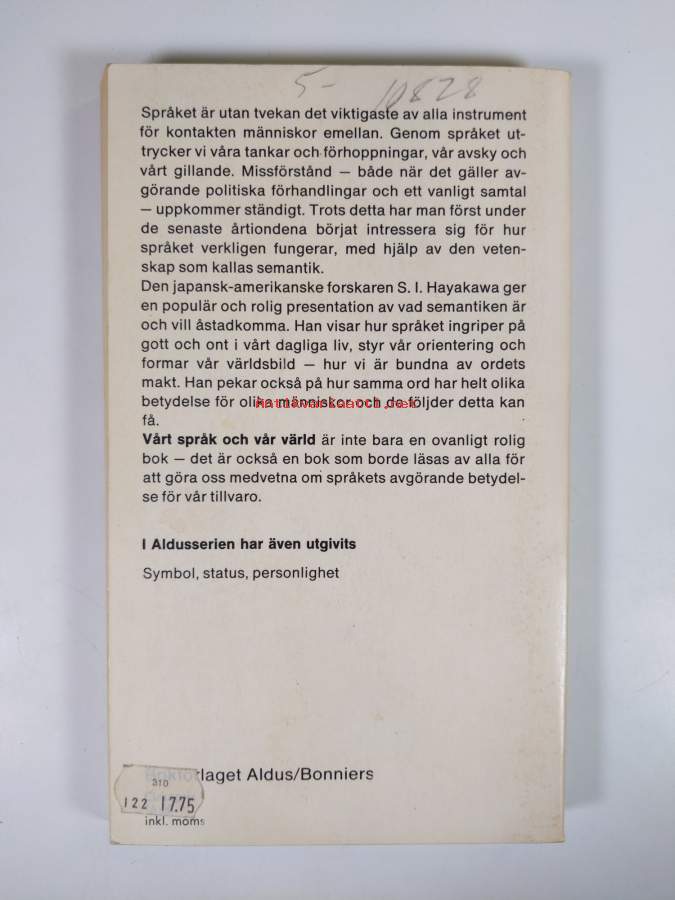 5-
10828
Språket är utan tvekan det viktigaste av alla instrument
för kontakten människor emellan. Genom språket ut-
trycker vi våra tankar och förhoppningar, vår avsky och
vårt gillande. Missförstånd — både när det gäller av-
görande politiska förhandlingar och ett vanligt samtal
— uppkommer ständigt. Trots detta har man först under
de senaste årtiondena börjat intressera sig för hur
språket verkligen fungerar, med hjälp av den veten-
skap som kallas semantik.
Den japansk-amerikanske forskaren S. I. Hayakawa ger
en populär och rolig presentation av vad semantiken är
och vill åstadkomma. Han visar hur språket ingriper på
gott och ont i vårt dagliga liv, styr vår orientering och
formar vår världsbild — hur vi är bundna av ordets
makt. Han pekar också på hur samma ord har helt olika
betydelse för olika människor och de följder detta kan
få.
Vårt språk och vår värld är inte bara en ovanligt rolig
bok — det är också en bok som borde läsas av alla för
att göra oss medvetna om språkets avgörande betydel-
se för vår tillvaro.
I Aldusserien har även utgivits
Symbol, status, personlighet
laget Aldus/Bonniers
310
122 17.75
inkl. moms